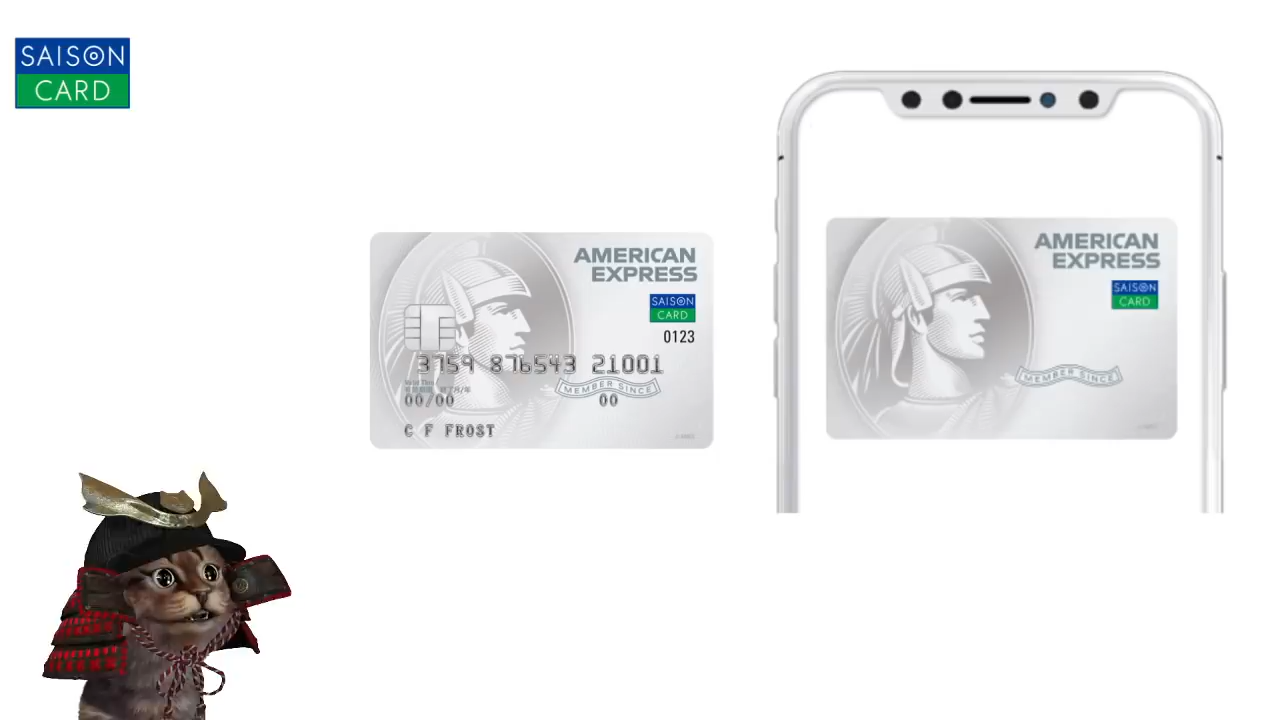 SAISON
CARD
AMERICAN
EXPRESS
SAISON
CARD
0123
3759 876543 21001
MEMBER SINCE
00/00
00
C F FROST
AMERICAN
EXPRESS
SAISON
CARD
MEMBER SINCE